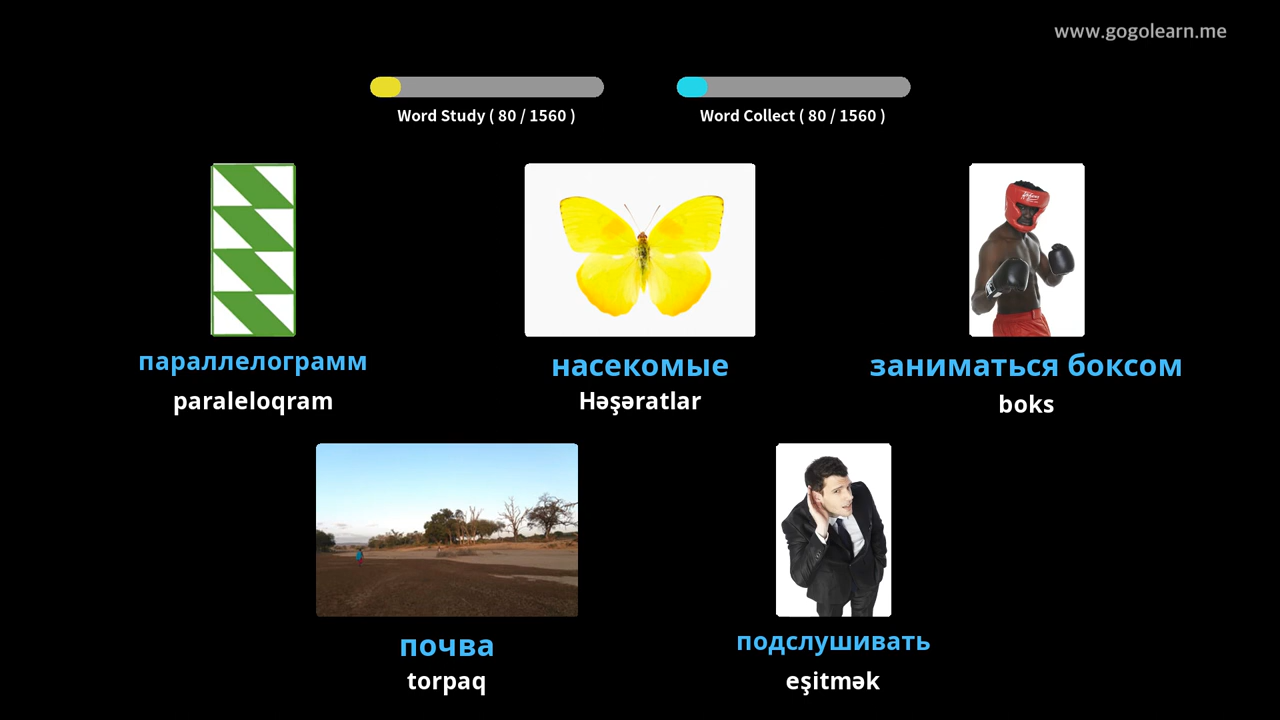 www.gogolearn.me
Word Study ( 80 / 1560 )
Word Collect ( 80 / 1560 )
параллелограмм
paraleloqram
насекомые
Həşəratlar
заниматься боксом
boks
почва
torpaq
подслушивать
eşitmək